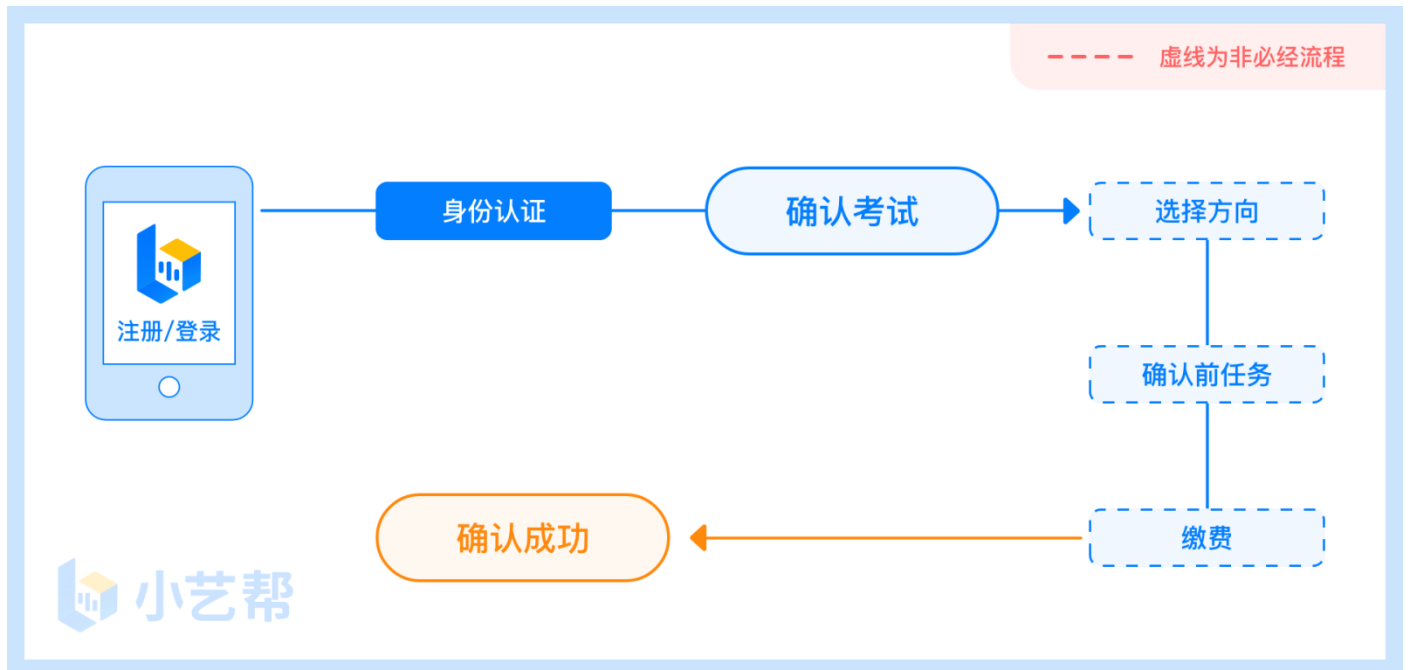 虚线为非必经流程
注册/登录
身份认证
确认考试
选择方向
确认前任务
缴费
确认成功
小艺帮